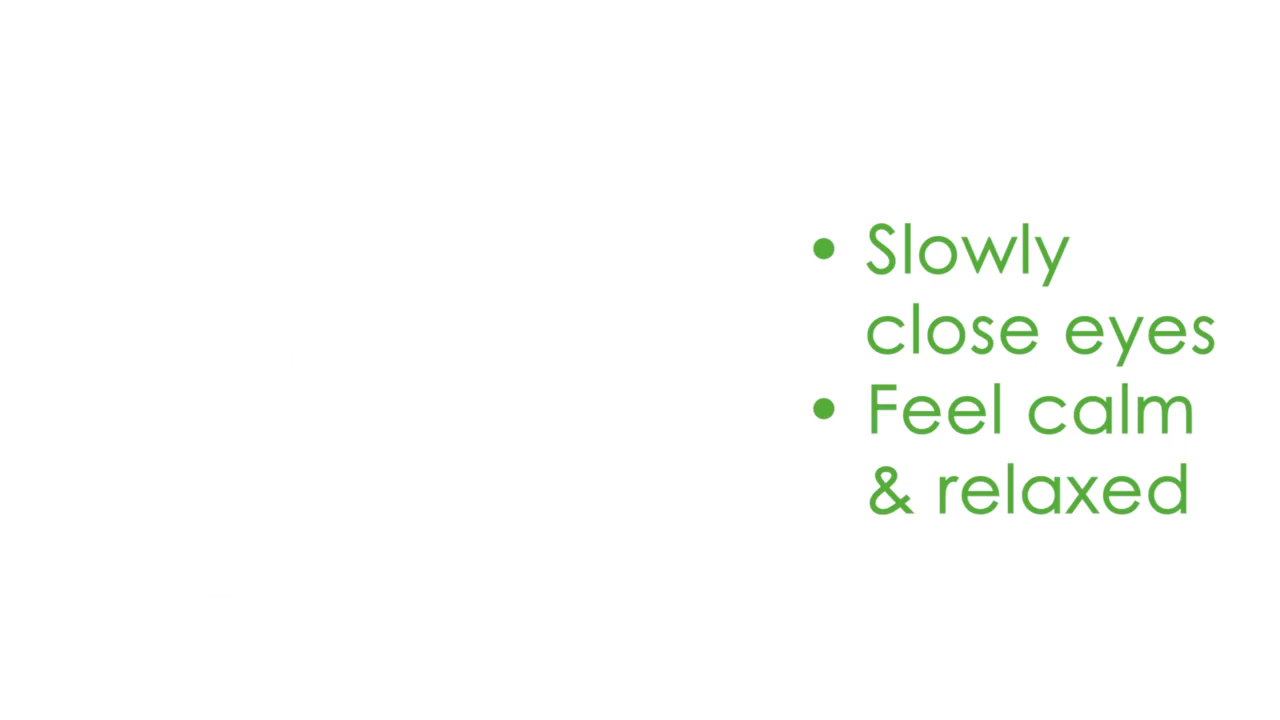 • Slowly
close eyes
• Feel calm
& relaxed